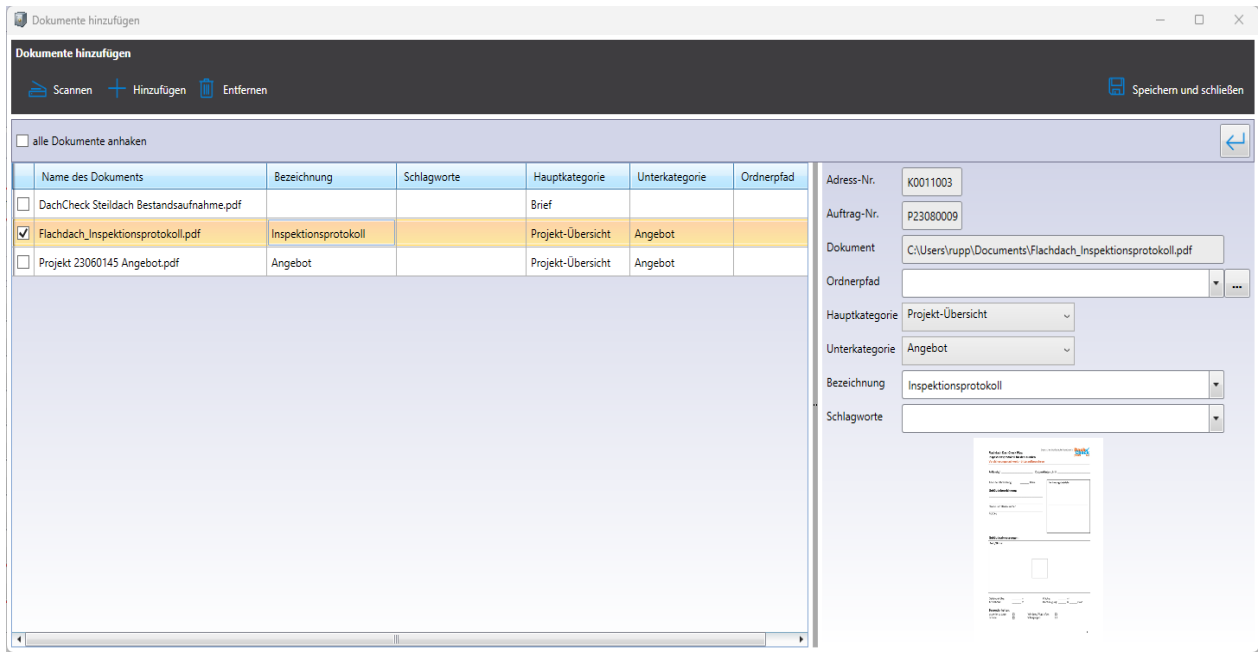 Dokumente hinzufügen
Dokumente hinzufügen
Scannen Hinzufügen Entfernen Speichern und schließen
alle Dokumente anhaken
Name des Dokuments Bezeichnung Schlagworte Hauptkategorie Unterkategorie Ordnerpfad
DachCheck Steildach Bestandsaufnahme.pdf Brief
Flachdach_Inspektionsprotokoll.pdf Inspektionsprotokoll Projekt-Übersicht Angebot
Projekt 23060145 Angebot.pdf Angebot Projekt-Übersicht Angebot
Adress-Nr. K0011003
Auftrag-Nr. P23080009
Dokument C:\Users\rupp\Documents\Flachdach_Inspektionsprotokoll.pdf
Ordnerpfad ...
Hauptkategorie Projekt-Übersicht
Unterkategorie Angebot
Bezeichnung Inspektionsprotokoll
Schlagworte